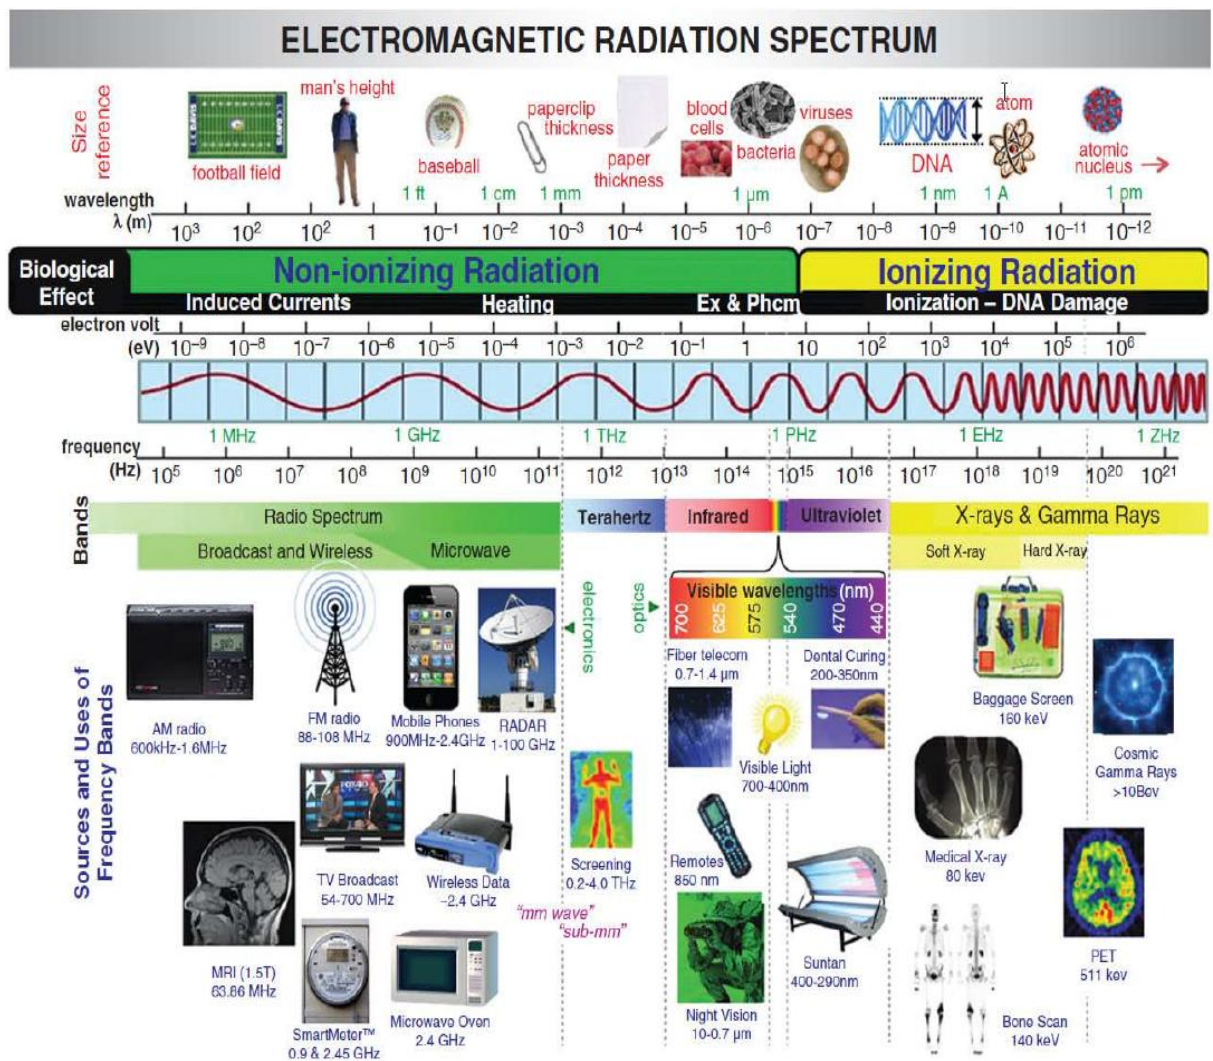 ELECTROMAGNETIC RADIATION SPECTRUM
Size
reference
football field
man's height
baseball
paperclip
thickness
paper
thickness
blood
cells
bacteria
viruses
DNA
atom
atomic
nucleus →
1 ft
1 cm
1 mm
1 µm
1 nm
1 A
1 pm
wavelength
λ (m)
10³ 10² 10² 1 10⁻¹ 10⁻² 10⁻³ 10⁻⁴ 10⁻⁵ 10⁻⁶ 10⁻⁷ 10⁻⁸ 10⁻⁹ 10⁻¹⁰ 10⁻¹¹ 10⁻¹²
Biological
Effect
Non-ionizing Radiation
Induced Currents
Heating
Ex & Phcm
Ionizing Radiation
Ionization – DNA Damage
electron volt
(eV) 10⁻⁹ 10⁻⁸ 10⁻⁷ 10⁻⁶ 10⁻⁵ 10⁻⁴ 10⁻³ 10⁻² 10⁻¹ 1 10 10² 10³ 10⁴ 10⁵ 10⁶
1 MHz 1 GHz 1 THz 1 PHz 1 EHz 1 ZHz
frequency
(Hz) 10⁵ 10⁶ 10⁷ 10⁸ 10⁹ 10¹⁰ 10¹¹ 10¹² 10¹³ 10¹⁴ 10¹⁵ 10¹⁶ 10¹⁷ 10¹⁸ 10¹⁹ 10²⁰ 10²¹
Bands
Radio Spectrum
Terahertz
Infrared
Ultraviolet
X-rays & Gamma Rays
Broadcast and Wireless
Microwave
Soft X-ray
Hard X-ray
electronics
optics
Visible wavelengths (nm)
700 625 575 540 470 440
Sources and Uses of
Frequency Bands
AM radio
600kHz-1.6MHz
FM radio
88-108 MHz
Mobile Phones
900MHz-2.4GHz
RADAR
1-100 GHz
Fiber telecom
0.7-1.4 µm
Dental Curing
200-350nm
Baggage Screen
160 keV
Visible Light
700-400nm
Cosmic
Gamma Rays
>10Bev
TV Broadcast
54-700 MHz
Wireless Data
~2.4 GHz
Screening
0.2-4.0 THz
Remotes
850 nm
Medical X-ray
80 kev
"mm wave"
"sub-mm"
MRI (1.5T)
63.86 MHz
Suntan
400-290nm
PET
511 kev
SmartMeter™
0.9 & 2.45 GHz
Microwave Oven
2.4 GHz
Night Vision
10-0.7 µm
Bone Scan
140 keV